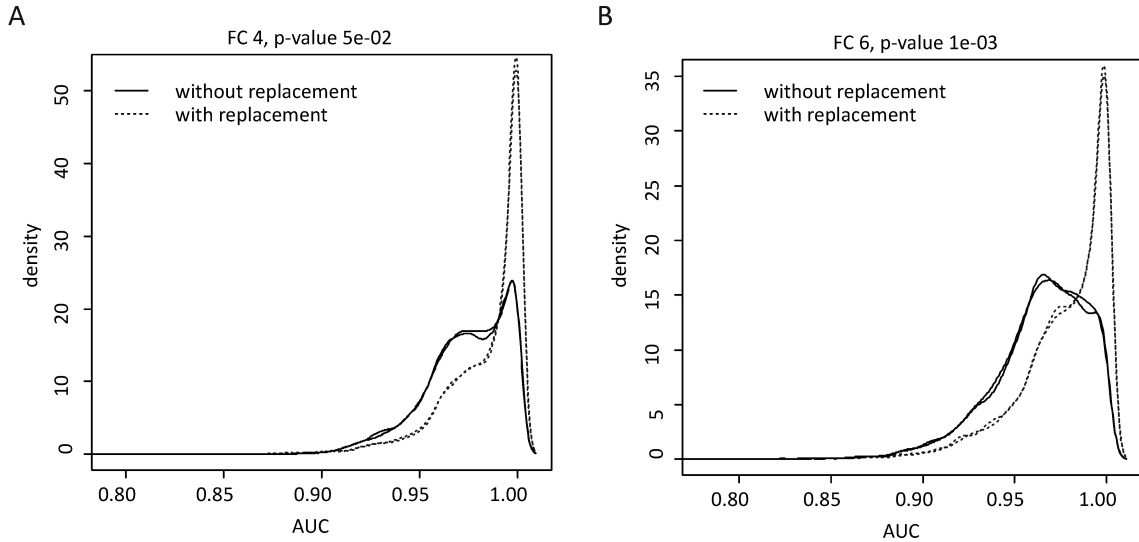 A
FC 4, p-value 5e-02
without replacement
with replacement
density
0
10
20
30
40
50
0.80
0.85
0.90
0.95
1.00
AUC
B
FC 6, p-value 1e-03
without replacement
with replacement
density
0
5
10
15
20
25
30
35
0.80
0.85
0.90
0.95
1.00
AUC